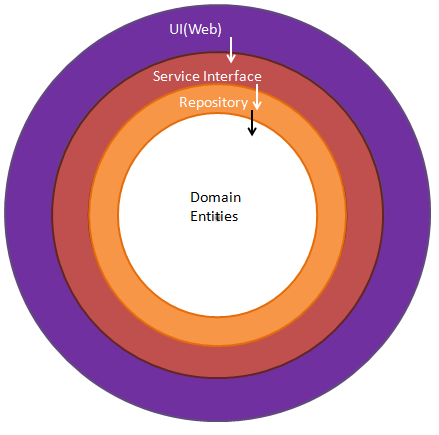 UI(Web)
Service Interface
Repository
Domain
Entities